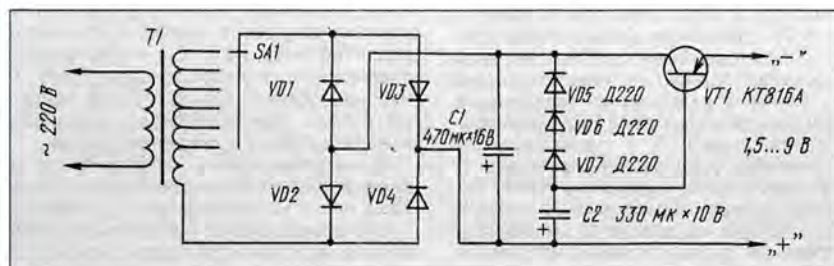 T1
~ 220 В
SA1
VD1
VD3
C1
470мк×16В
VD2
VD4
VD5 Д220
VD6 Д220
VD7 Д220
C2 330 мк×10 В
VT1 КТ816А
„–”
1,5...9 В
„+”
+
+